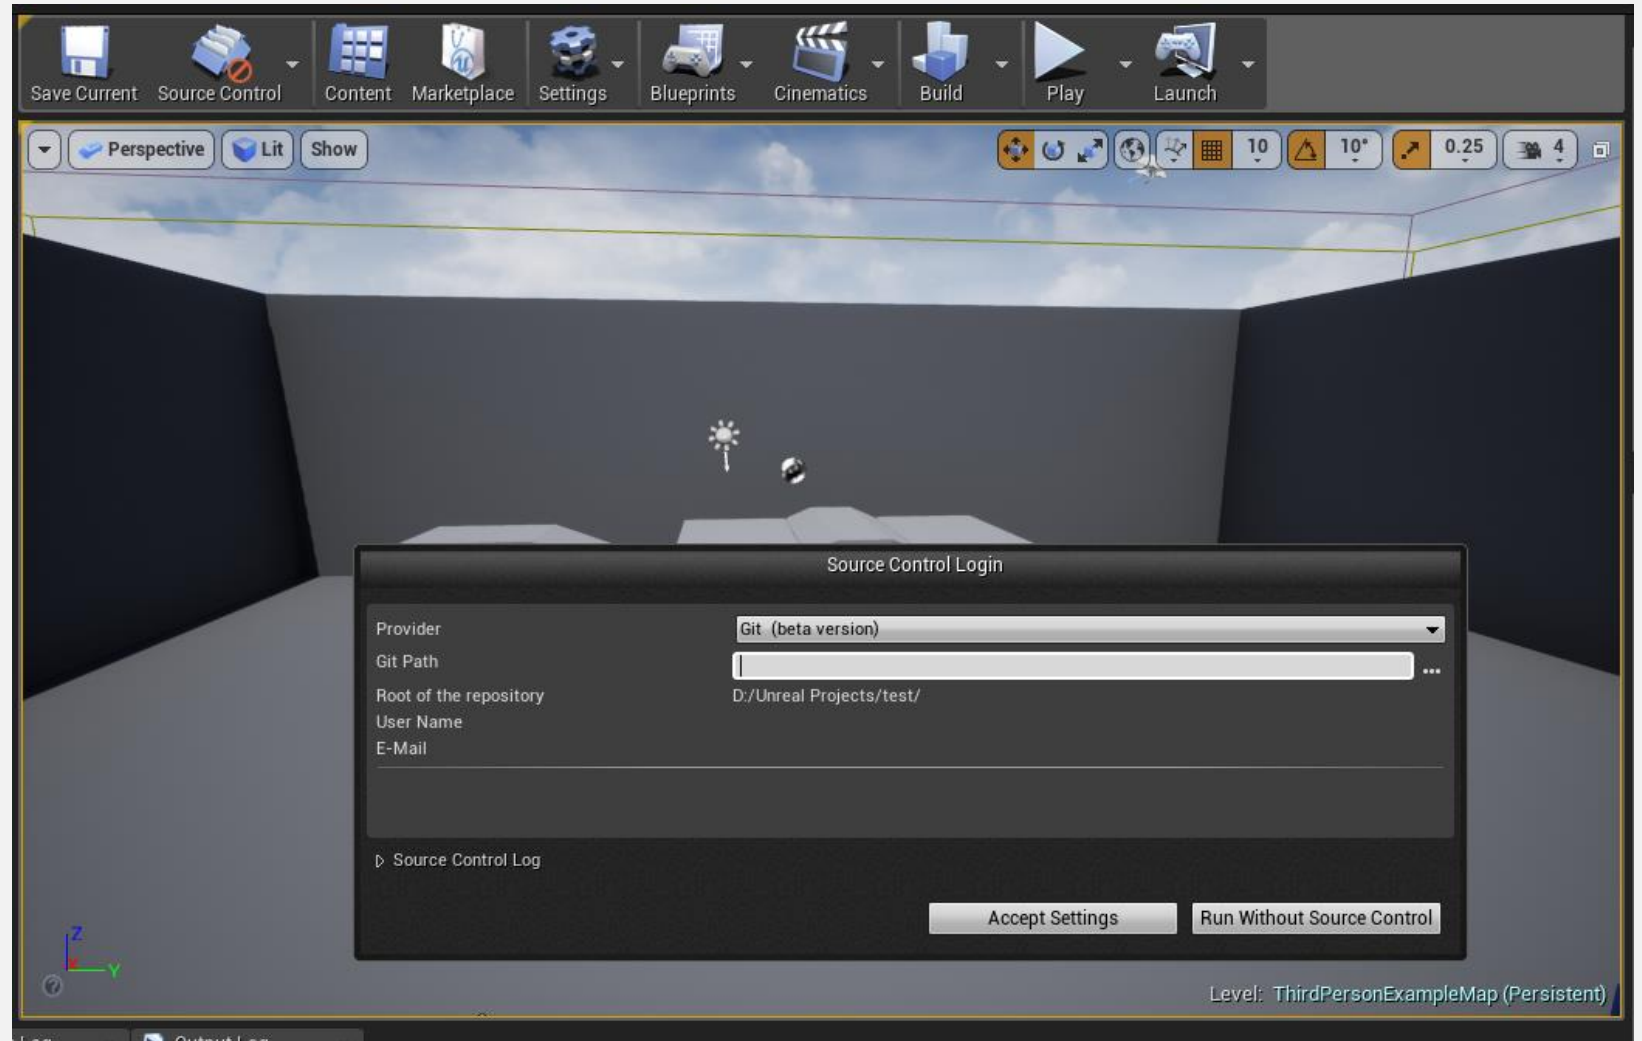 Save Current Source Control Content Marketplace Settings Blueprints Cinematics Build Play Launch
Perspective Lit Show 10 10° 0.25 4
Source Control Login
Provider Git (beta version)
Git Path ...
Root of the repository D:/Unreal Projects/test/
User Name
E-Mail
Source Control Log
Accept Settings Run Without Source Control
Z
X Y
?
Level: ThirdPersonExampleMap (Persistent)
Output Log